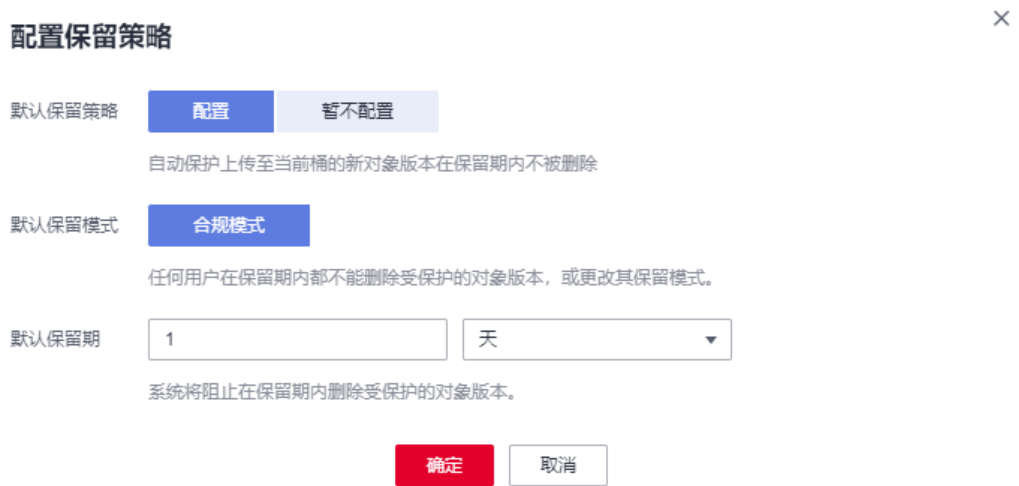 配置保留策略
默认保留策略 配置 暂不配置
自动保护上传至当前桶的新对象版本在保留期内不被删除
默认保留模式 合规模式
任何用户在保留期内都不能删除受保护的对象版本，或更改其保留模式。
默认保留期 1 天
系统将阻止在保留期内删除受保护的对象版本。
确定 取消